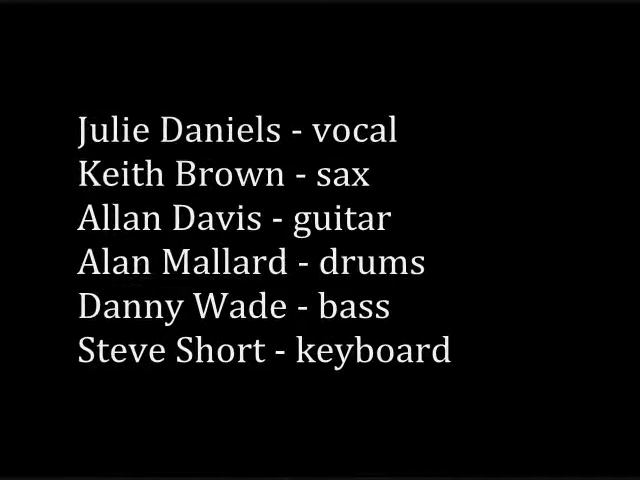 Julie Daniels - vocal
Keith Brown - sax
Allan Davis - guitar
Alan Mallard - drums
Danny Wade - bass
Steve Short - keyboard